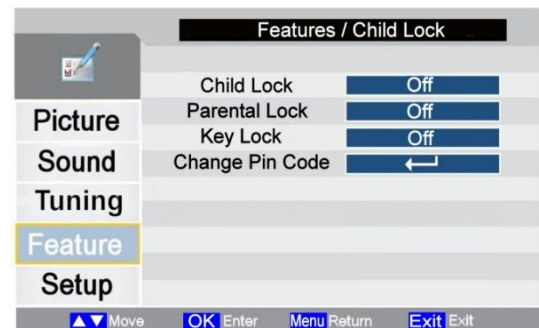 Features / Child Lock
Child Lock Off
Parental Lock Off
Key Lock Off
Change Pin Code
Picture
Sound
Tuning
Feature
Setup
Move OK Enter Menu Return Exit Exit